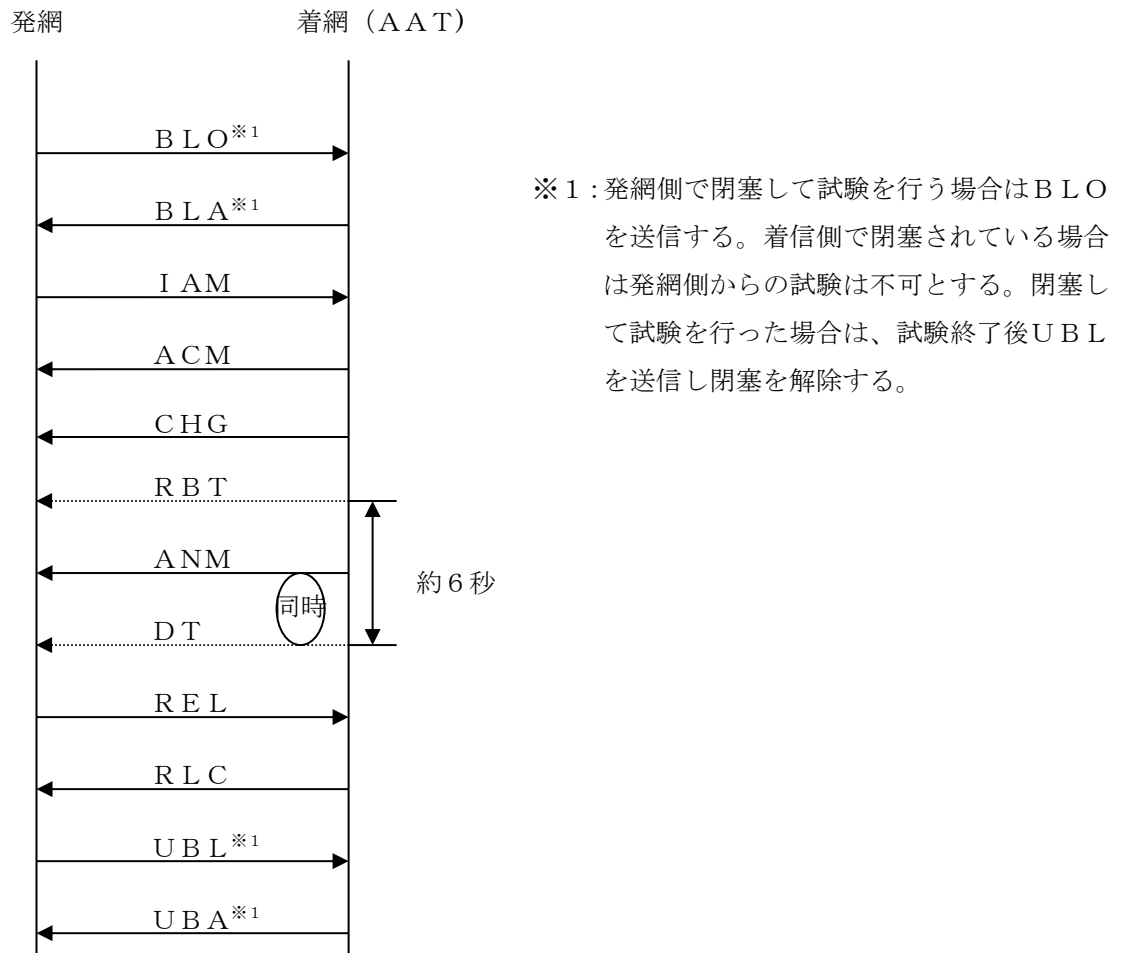 発網
着網（ＡＡＴ）
ＢＬＯ※１
※１：発網側で閉塞して試験を行う場合はＢＬＯ
ＢＬＡ※１
を送信する。着信側で閉塞されている場合
ＩＡＭ
は発網側からの試験は不可とする。閉塞し
て試験を行った場合は、試験終了後ＵＢＬ
ＡＣＭ
を送信し閉塞を解除する。
ＣＨＧ
ＲＢＴ
ＡＮＭ
約６秒
同時
ＤＴ
ＲＥＬ
ＲＬＣ
ＵＢＬ※１
ＵＢＡ※１